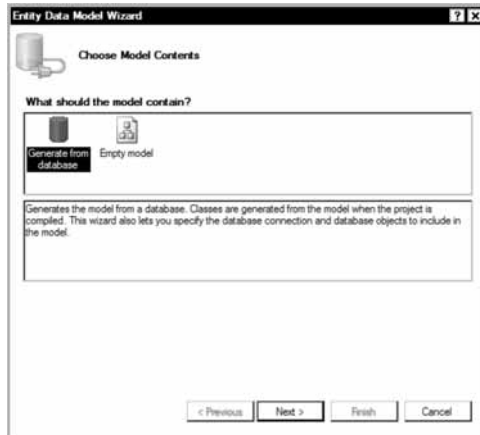 Entity Data Model Wizard
Choose Model Contents
What should the model contain?
Generate from
database
Empty model
Generates the model from a database. Classes are generated from the model when the project is
compiled. This wizard also lets you specify the database connection and database objects to include in
the model.
< Previous Next > Finish Cancel